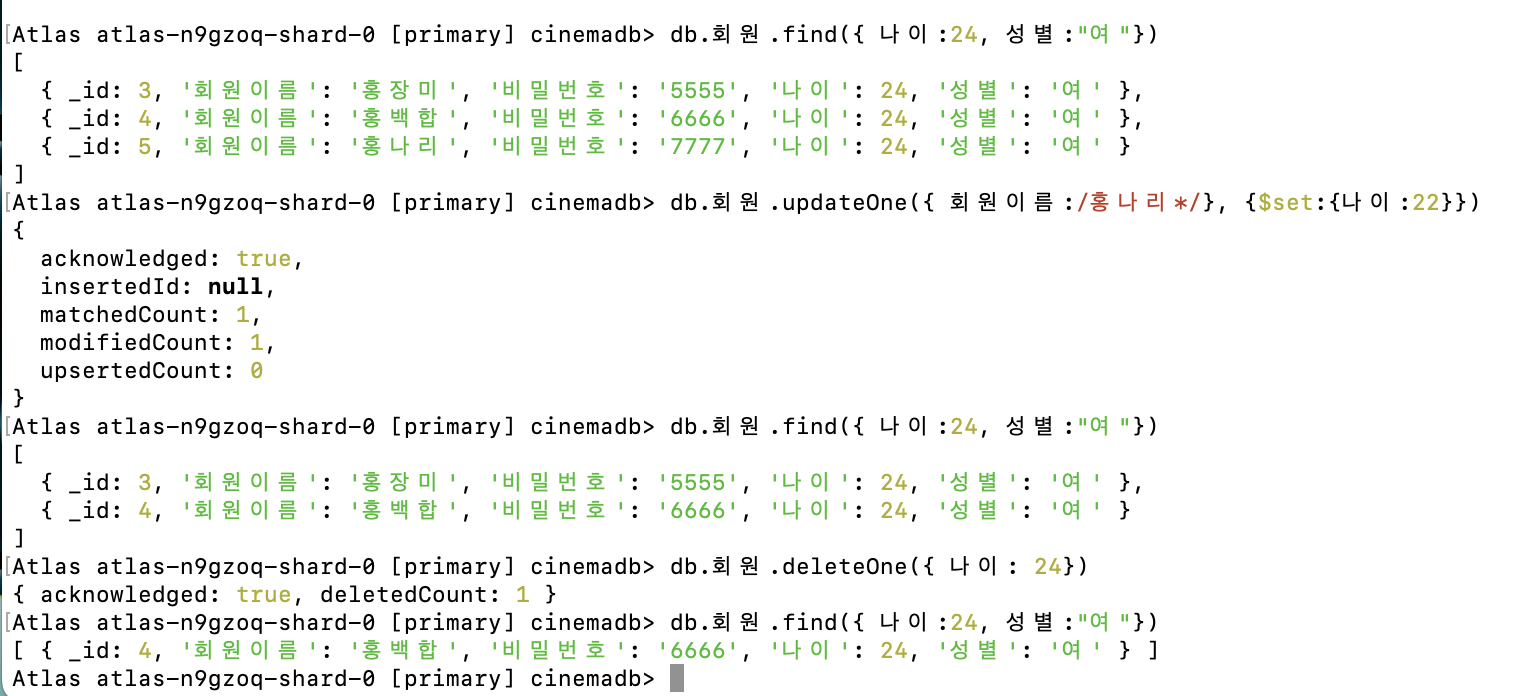 Atlas atlas-n9gzoq-shard-0 [primary] cinemadb> db.회원.find({ 나이:24, 성별:"여"})
[
  { _id: 3, '회원이름': '홍장미', '비밀번호': '5555', '나이': 24, '성별': '여' },
  { _id: 4, '회원이름': '홍백합', '비밀번호': '6666', '나이': 24, '성별': '여' },
  { _id: 5, '회원이름': '홍나리', '비밀번호': '7777', '나이': 24, '성별': '여' }
]
Atlas atlas-n9gzoq-shard-0 [primary] cinemadb> db.회원.updateOne({ 회원이름:/홍나리*/}, {$set:{나이:22}})
{
  acknowledged: true,
  insertedId: null,
  matchedCount: 1,
  modifiedCount: 1,
  upsertedCount: 0
}
Atlas atlas-n9gzoq-shard-0 [primary] cinemadb> db.회원.find({ 나이:24, 성별:"여"})
[
  { _id: 3, '회원이름': '홍장미', '비밀번호': '5555', '나이': 24, '성별': '여' },
  { _id: 4, '회원이름': '홍백합', '비밀번호': '6666', '나이': 24, '성별': '여' }
]
Atlas atlas-n9gzoq-shard-0 [primary] cinemadb> db.회원.deleteOne({ 나이: 24})
{ acknowledged: true, deletedCount: 1 }
Atlas atlas-n9gzoq-shard-0 [primary] cinemadb> db.회원.find({ 나이:24, 성별:"여"})
[ { _id: 4, '회원이름': '홍백합', '비밀번호': '6666', '나이': 24, '성별': '여' } ]
Atlas atlas-n9gzoq-shard-0 [primary] cinemadb>